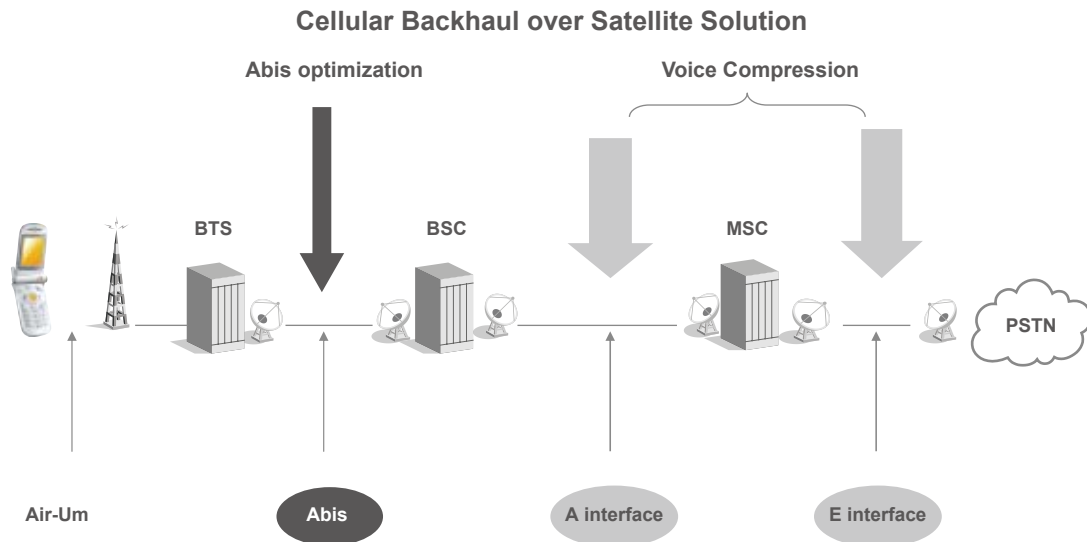 Cellular Backhaul over Satellite Solution
Abis optimization
Voice Compression
BTS
BSC
MSC
PSTN
Air-Um
Abis
A interface
E interface